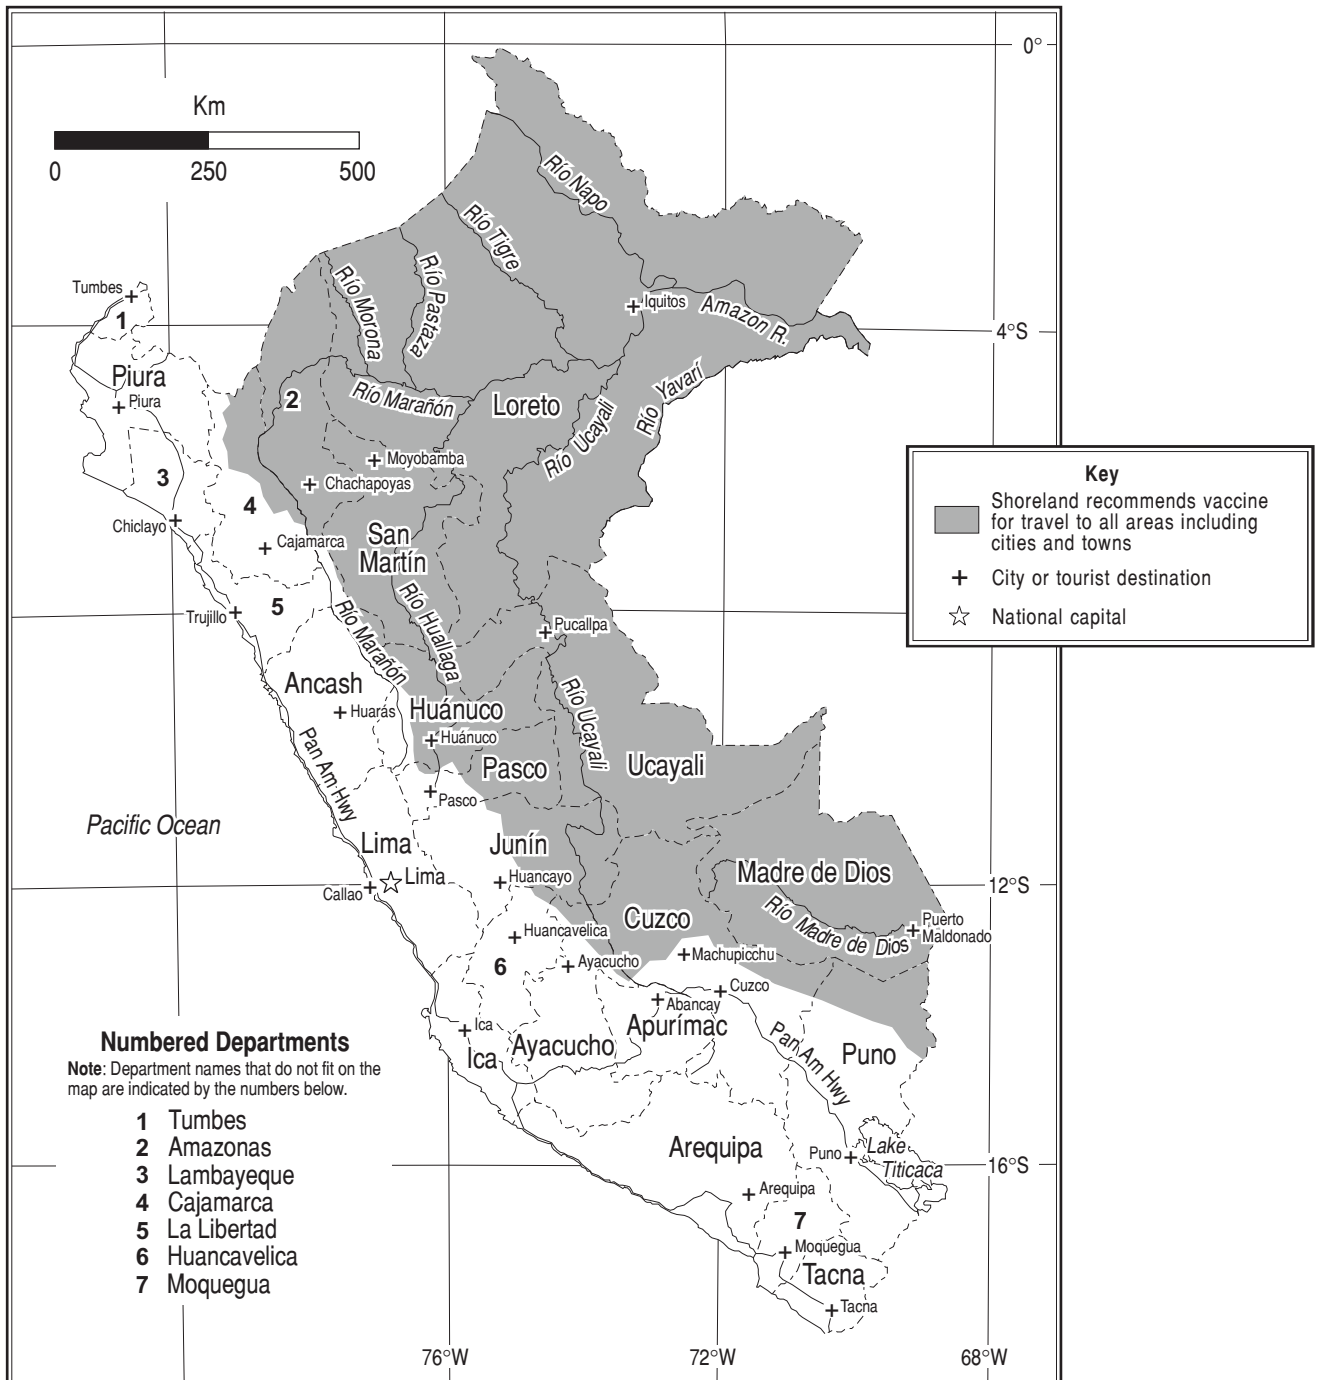 0°
Km
0 250 500
Río Napo
Río Tigre
Río Pastaza
Río Morona
Tumbes
1
Iquitos
Amazon R.
4°S
Piura
Piura
2
Río Marañón
Loreto
Río Ucayali
Río Yavarí
Moyobamba
Chachapoyas
3
4
Chiclayo
Cajamarca
San
Martín
Key
Shoreland recommends vaccine
for travel to all areas including
cities and towns
City or tourist destination
National capital
5
Trujillo
Río Marañón
Río Huallaga
Pucallpa
Ancash
Huarás
Huánuco
Huánuco
Río Ucayali
Pan Am Hwy
Pasco
Pasco
Ucayali
Pacific Ocean
Lima
Lima
Callao
Junín
Huancayo
Madre de Dios
12°S
Río Madre de Dios
Puerto
Maldonado
Cuzco
Huancavelica
6
Ayacucho
Machupicchu
Cuzco
Abancay
Apurímac
Ica
Ica
Ayacucho
Pan Am Hwy
Puno
Numbered Departments
Note: Department names that do not fit on the
map are indicated by the numbers below.
1 Tumbes
2 Amazonas
3 Lambayeque
4 Cajamarca
5 La Libertad
6 Huancavelica
7 Moquegua
Arequipa
Puno
Lake
Titicaca
16°S
Arequipa
7
Moquegua
Tacna
Tacna
76°W
72°W
68°W